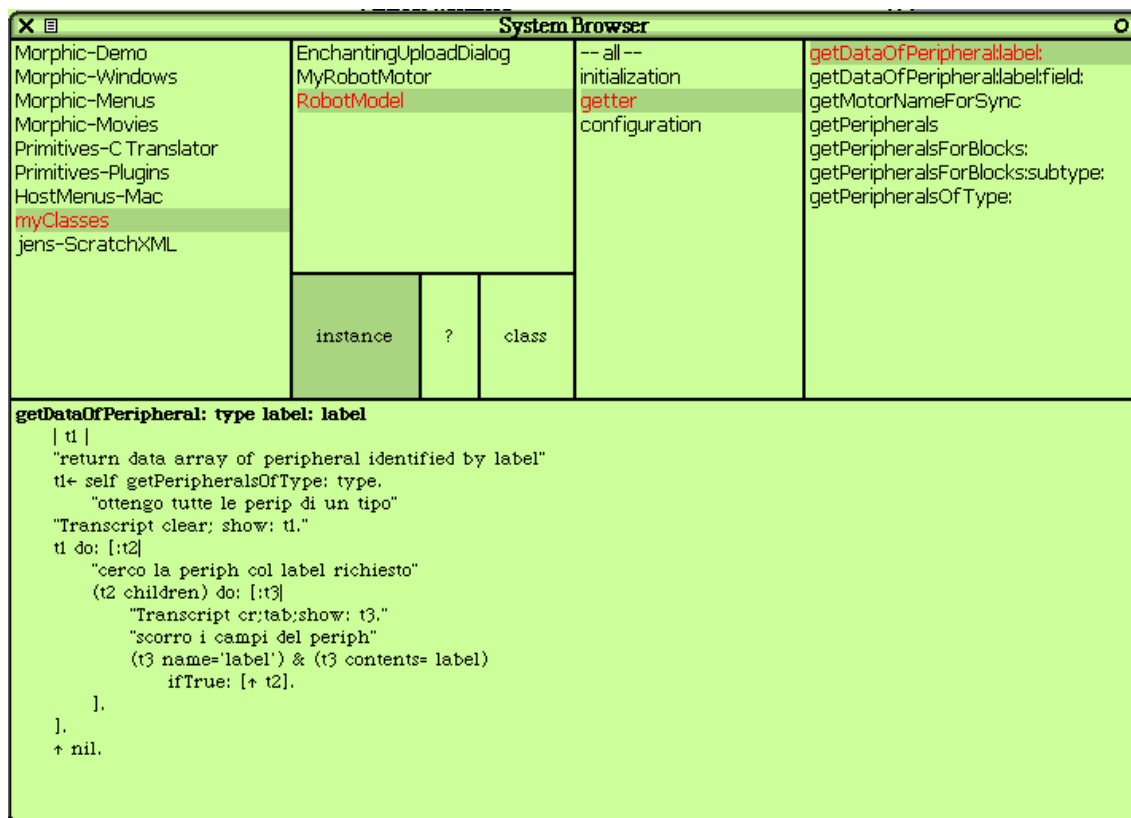 System Browser
Morphic-Demo
Morphic-Windows
Morphic-Menus
Morphic-Movies
Primitives-C Translator
Primitives-Plugins
HostMenus-Mac
myClasses
jens-ScratchXML
EnchantingUploadDialog
MyRobotMotor
RobotModel
instance
?
class
-- all --
initialization
getter
configuration
getDataOfPeripheral:label:
getDataOfPeripheral:label:field:
getMotorNameForSync
getPeripherals
getPeripheralsForBlocks:
getPeripheralsForBlocks:subtype:
getPeripheralsOfType:
getDataOfPeripheral: type label: label
| t1 |
"return data array of peripheral identified by label"
t1← self getPeripheralsOfType: type.
"ottengo tutte le perip di un tipo"
"Transcript clear; show: t1."
t1 do: [:t2|
"cerco la periph col label richiesto"
(t2 children) do: [:t3|
"Transcript cr;tab;show: t3."
"scorro i campi del periph"
(t3 name='label') & (t3 contents= label)
ifTrue: [↑ t2].
].
].
↑ nil.